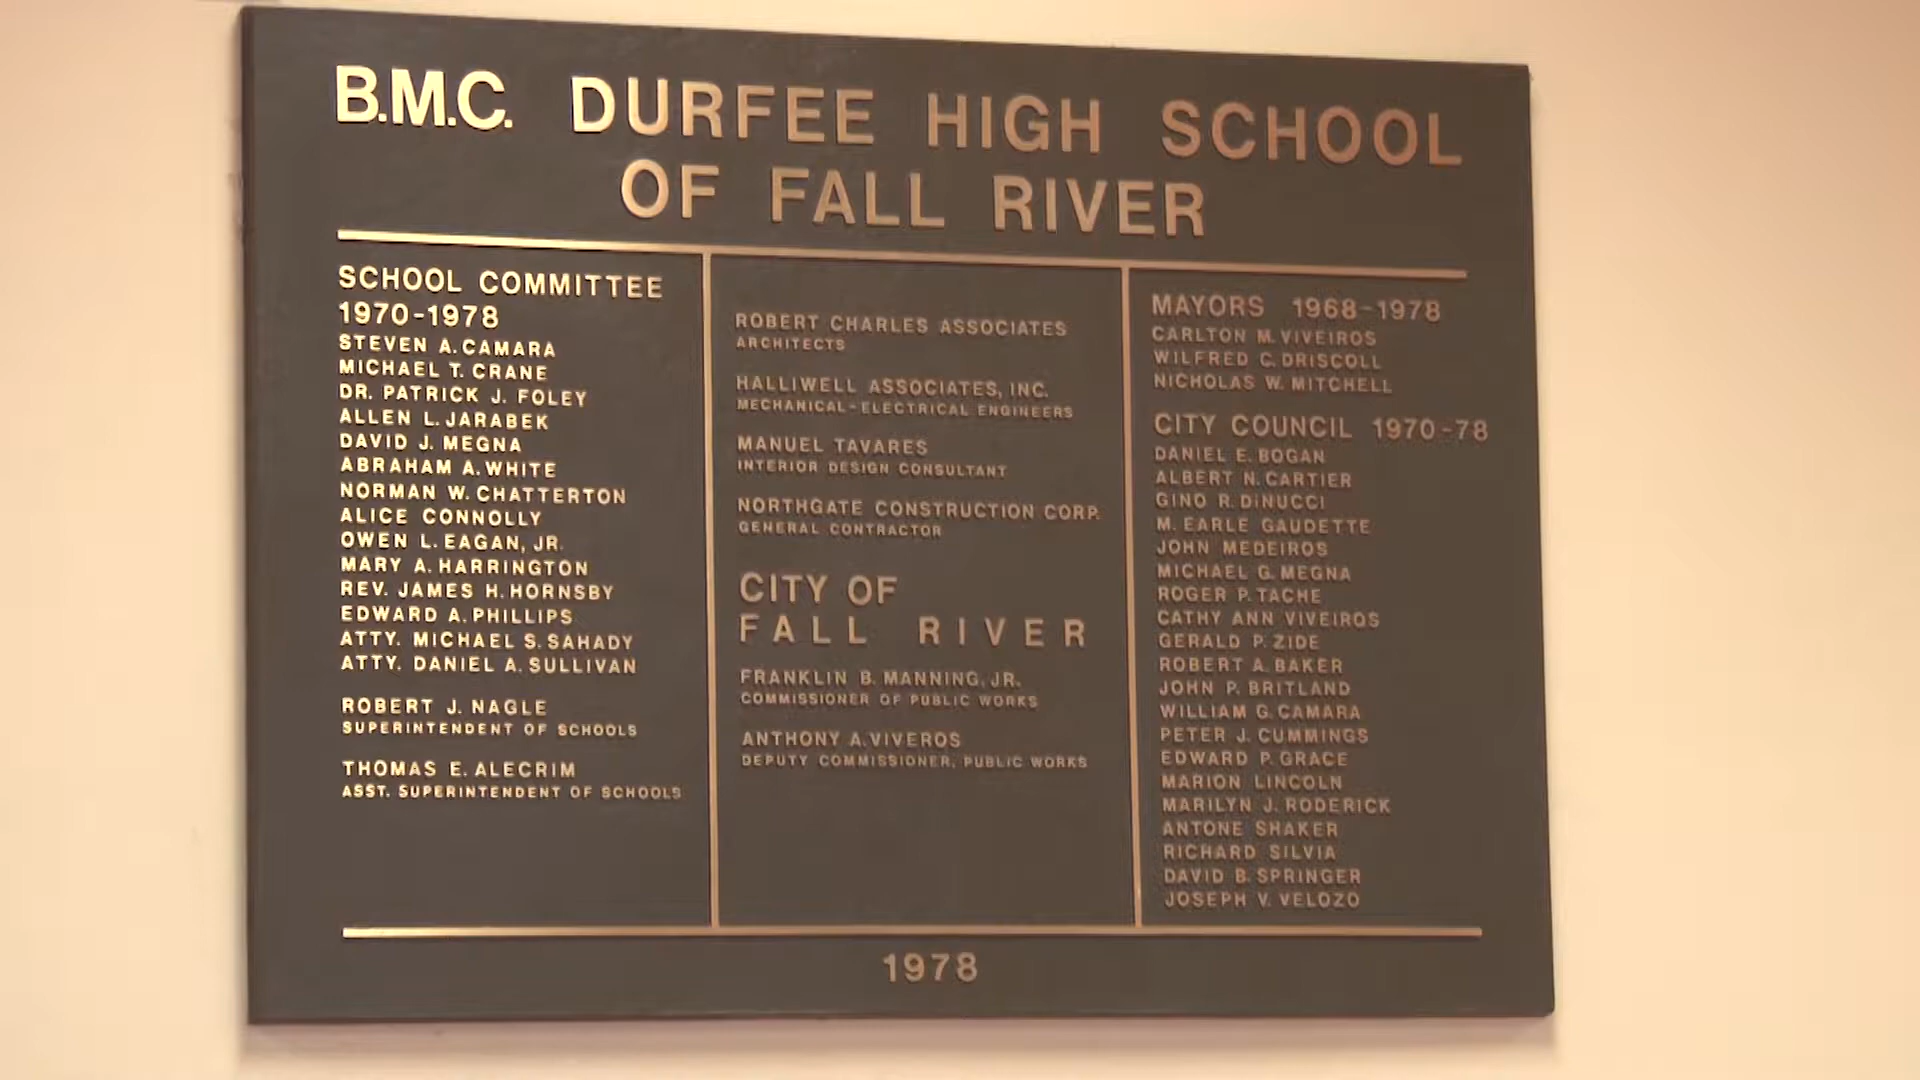 B.M.C. DURFEE HIGH SCHOOL
OF FALL RIVER
SCHOOL COMMITTEE
1970-1978
STEVEN A. CAMARA
MICHAEL T. CRANE
DR. PATRICK J. FOLEY
ALLEN L. JARABEK
DAVID J. MEGNA
ABRAHAM A. WHITE
NORMAN W. CHATTERTON
ALICE CONNOLLY
OWEN L. EAGAN, JR.
MARY A. HARRINGTON
REV. JAMES H. HORNSBY
EDWARD A. PHILLIPS
ATTY. MICHAEL S. SAHADY
ATTY. DANIEL A. SULLIVAN
ROBERT J. NAGLE
SUPERINTENDENT OF SCHOOLS
THOMAS E. ALECRIM
ASST. SUPERINTENDENT OF SCHOOLS
ROBERT CHARLES ASSOCIATES
ARCHITECTS
HALLIWELL ASSOCIATES, INC.
MECHANICAL-ELECTRICAL ENGINEERS
MANUEL TAVARES
INTERIOR DESIGN CONSULTANT
NORTHGATE CONSTRUCTION CORP.
GENERAL CONTRACTOR
CITY OF
FALL RIVER
FRANKLIN B. MANNING, JR.
COMMISSIONER OF PUBLIC WORKS
ANTHONY A. VIVEROS
DEPUTY COMMISSIONER, PUBLIC WORKS
MAYORS 1968-1978
CARLTON M. VIVEIROS
WILFRED C. DRISCOLL
NICHOLAS W. MITCHELL
CITY COUNCIL 1970-78
DANIEL E. BOGAN
ALBERT N. CARTIER
GINO R. DiNUCCI
M. EARLE GAUDETTE
JOHN MEDEIROS
MICHAEL G. MEGNA
ROGER P. TACHE
CATHY ANN VIVEIROS
GERALD P. ZIDE
ROBERT A. BAKER
JOHN P. BRITLAND
WILLIAM G. CAMARA
PETER J. CUMMINGS
EDWARD P. GRACE
MARION LINCOLN
MARILYN J. RODERICK
ANTONE SHAKER
RICHARD SILVIA
DAVID B. SPRINGER
JOSEPH V. VELOZO
1978